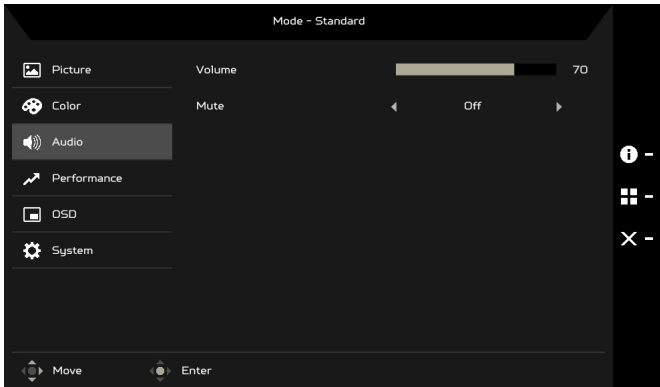 Mode - Standard
Picture
Volume 70
Color
Mute Off
Audio
Performance
OSD
System
Move Enter